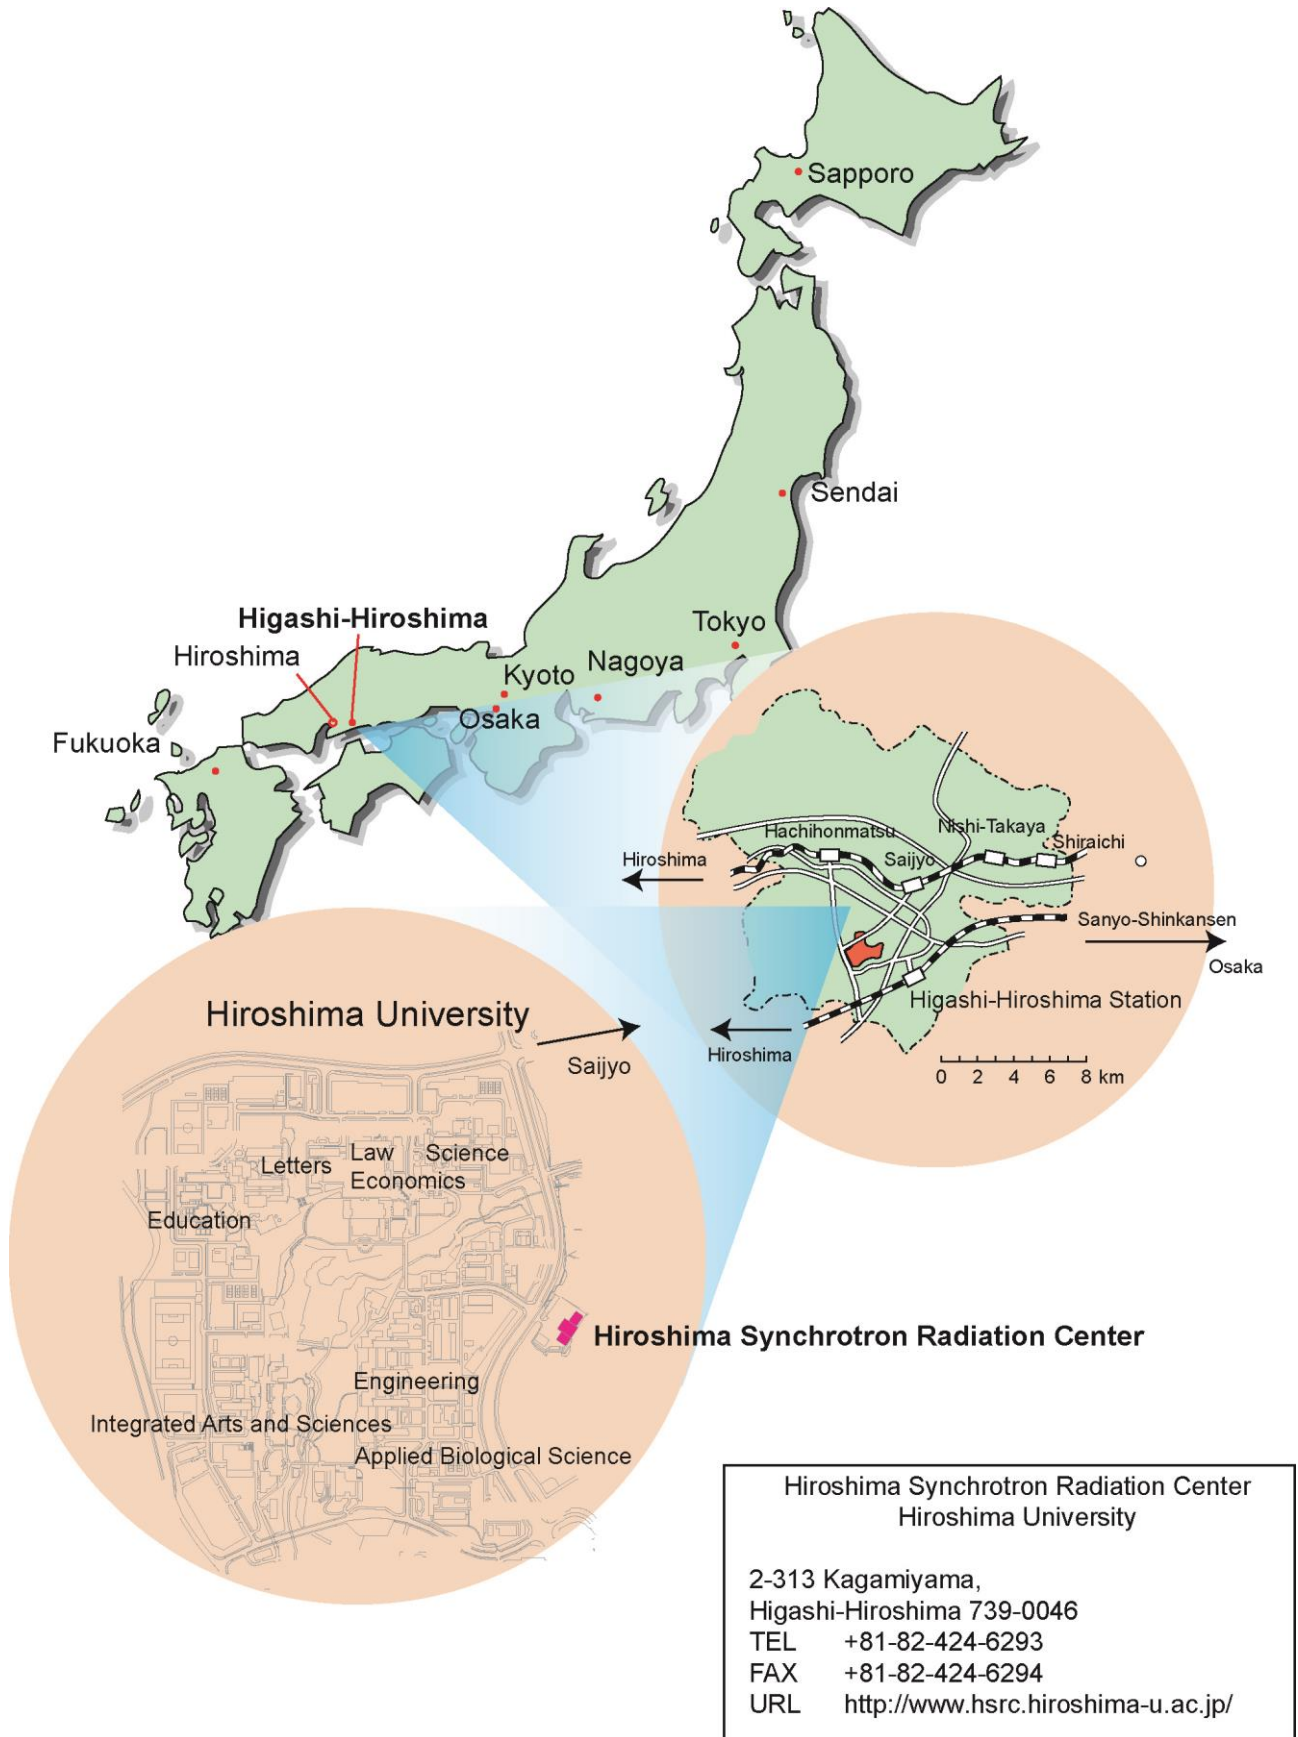 Sapporo
Sendai
Higashi-Hiroshima
Hiroshima
Tokyo
Nagoya
Kyoto
Osaka
Fukuoka
Hachihonmatsu
Nishi-Takaya
Shiraichi
Hiroshima
Saijyo
Sanyo-Shinkansen
Osaka
Higashi-Hiroshima Station
Hiroshima
0 2 4 6 8 km
Hiroshima University
Saijyo
Letters
Law
Economics
Science
Education
Hiroshima Synchrotron Radiation Center
Engineering
Integrated Arts and Sciences
Applied Biological Science
Hiroshima Synchrotron Radiation Center
Hiroshima University
2-313 Kagamiyama,
Higashi-Hiroshima 739-0046
TEL +81-82-424-6293
FAX +81-82-424-6294
URL http://www.hsrc.hiroshima-u.ac.jp/